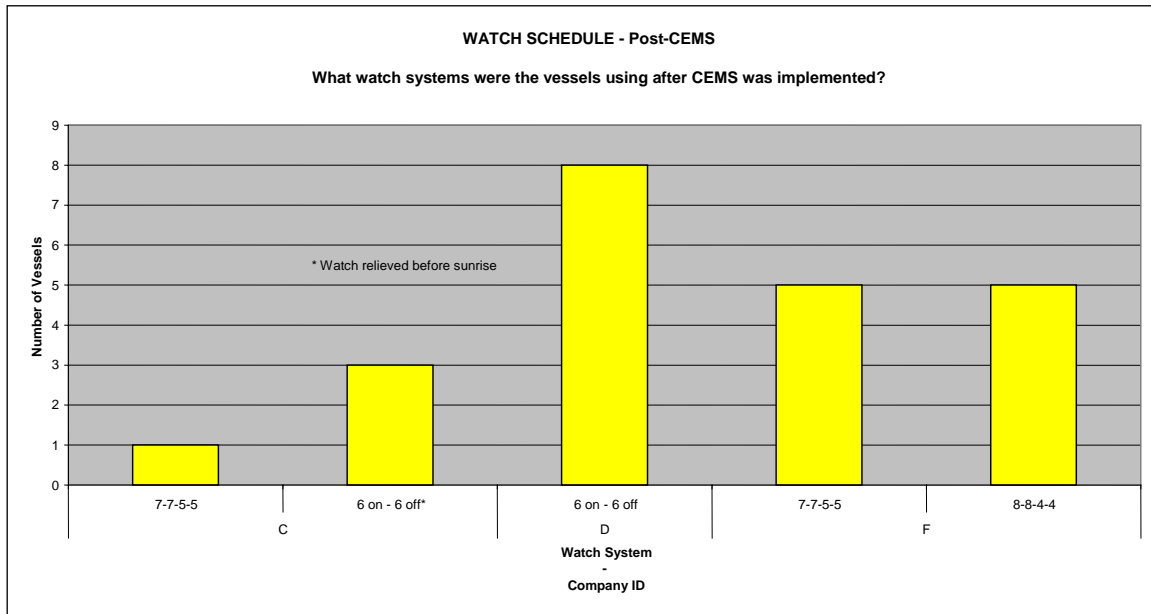 WATCH SCHEDULE - Post-CEMS
What watch systems were the vessels using after CEMS was implemented?
Number of Vessels
9
8
7
6
5
4
3
2
1
0
* Watch relieved before sunrise
7-7-5-5
6 on - 6 off*
6 on - 6 off
7-7-5-5
8-8-4-4
C
D
F
Watch System
-
Company ID